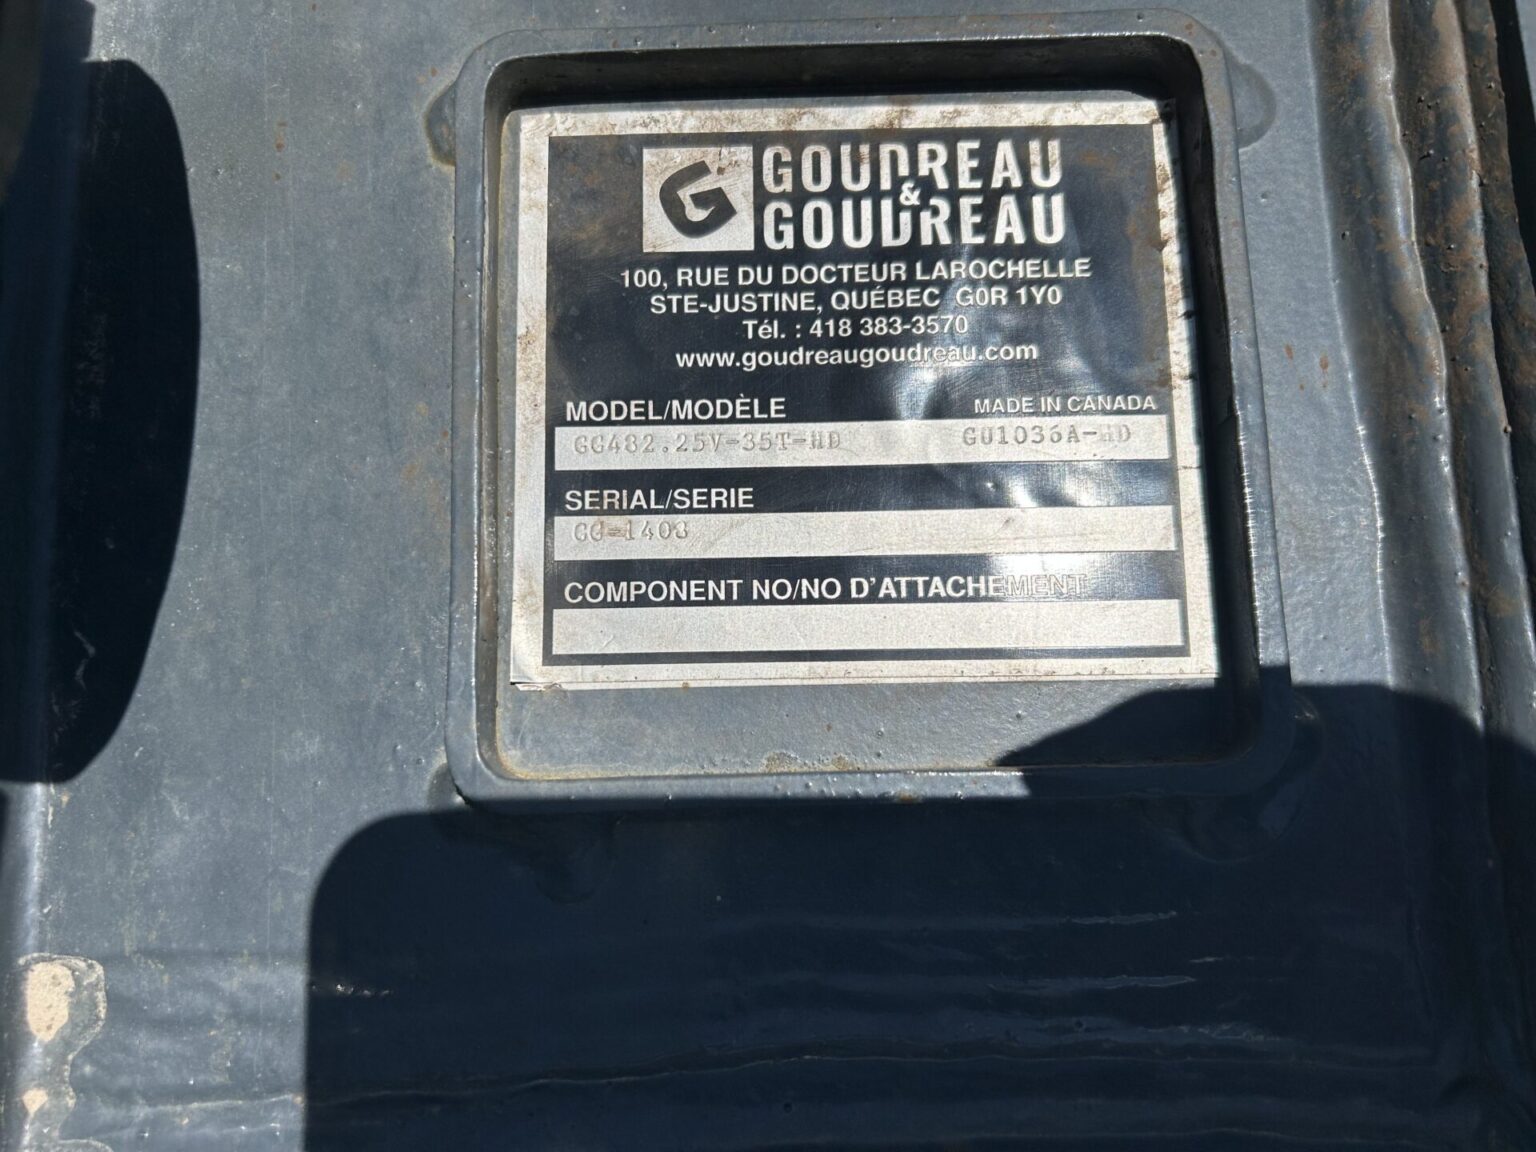 G GOUDREAU
&
GOUDREAU
100, RUE DU DOCTEUR LAROCHELLE
STE-JUSTINE, QUÉBEC G0R 1Y0
Tél. : 418 383-3570
www.goudreaugoudreau.com
MODEL/MODÈLE MADE IN CANADA
GG482.25V-35T-HD GU1036A-HD
SERIAL/SERIE
GG-1403
COMPONENT NO/NO D'ATTACHEMENT